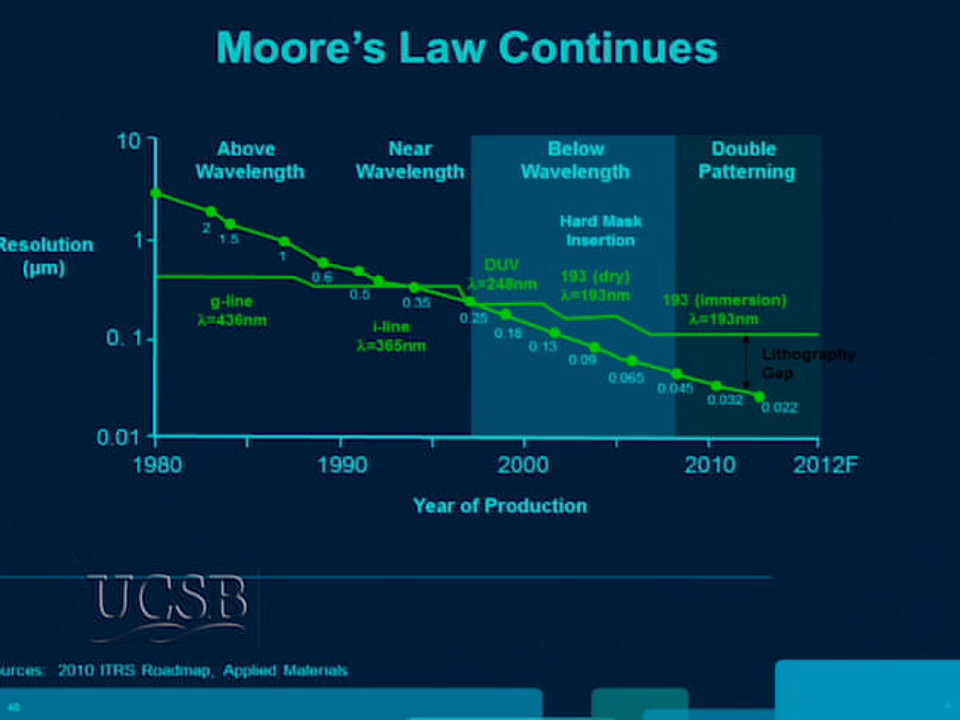 Moore's Law Continues
10
Above
Wavelength
Near
Wavelength
Below
Wavelength
Double
Patterning
Hard Mask
Insertion
1
Resolution
(μm)
2
1.5
1
0.6
0.5
0.35
0.25
0.18
0.13
0.09
0.065
0.045
0.032
0.022
g-line
λ=436nm
i-line
λ=365nm
DUV
λ=248nm
193 (dry)
λ=193nm
193 (immersion)
λ=193nm
Lithography
Gap
0.1
0.01
1980
1990
2000
2010
2012F
Year of Production
UCSB
urces: 2010 ITRS Roadmap, Applied Materials
40